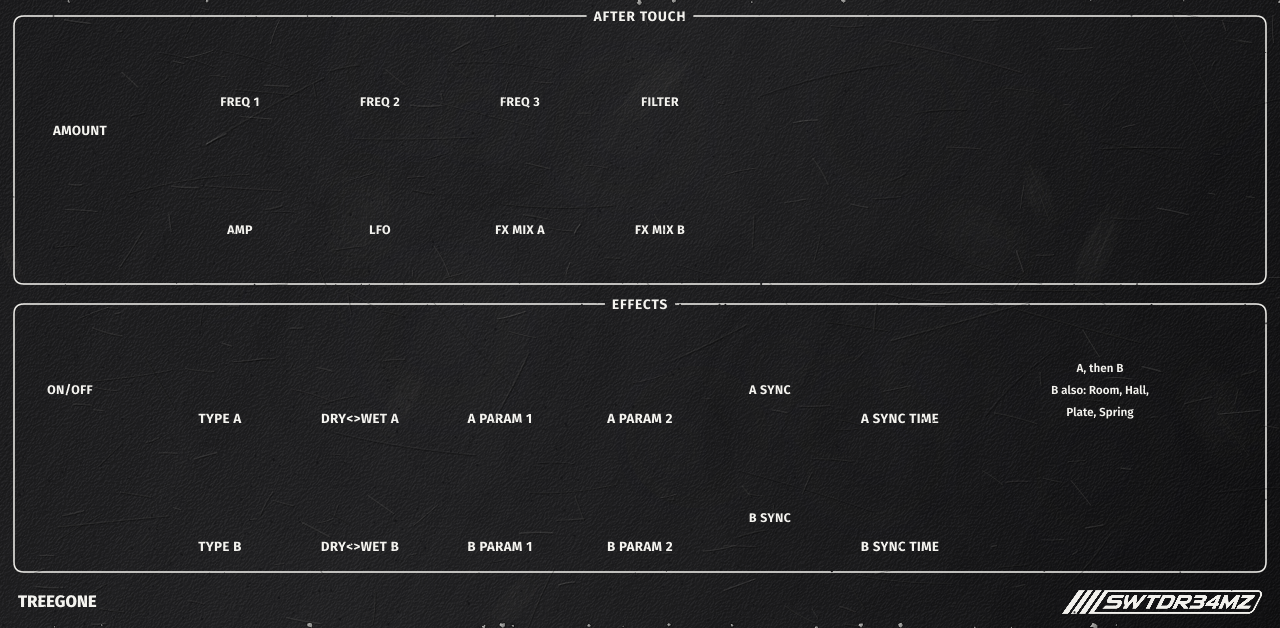 AFTER TOUCH
FREQ 1 FREQ 2 FREQ 3 FILTER
AMOUNT
AMP LFO FX MIX A FX MIX B
EFFECTS
A, then B
ON/OFF A SYNC B also: Room, Hall,
Plate, Spring
TYPE A DRY<>WET A A PARAM 1 A PARAM 2 A SYNC TIME
B SYNC
TYPE B DRY<>WET B B PARAM 1 B PARAM 2 B SYNC TIME
TREEGONE SWTDR34MZ